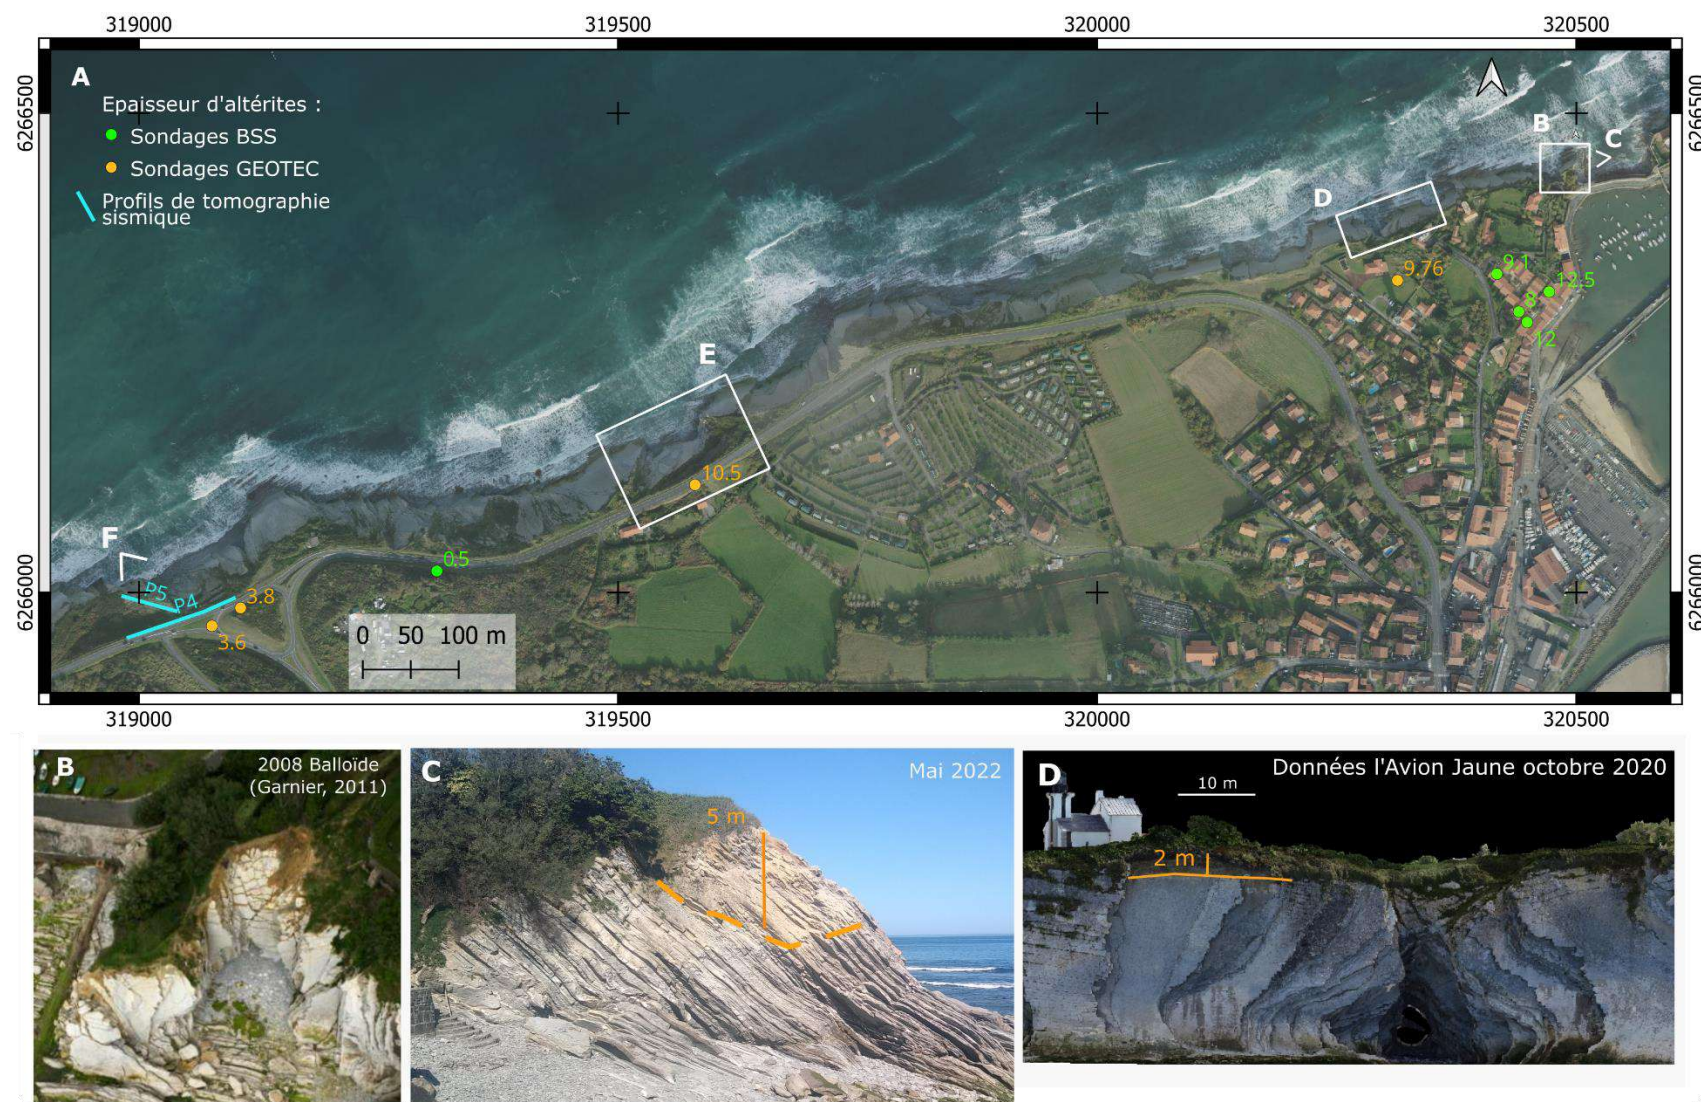 319000
319500
320000
320500
6266500
6266500
A
Epaisseur d'altérites :
Sondages BSS
Sondages GEOTEC
Profils de tomographie
sismique
B
C
D
9.76
9.1
12.5
8
12
E
10.5
F
0.5
P5
P4
3.8
3.6
6266000
6266000
0 50 100 m
319000
319500
320000
320500
B
2008 Balloïde
(Garnier, 2011)
C
Mai 2022
5 m
D
Données l'Avion Jaune octobre 2020
10 m
2 m